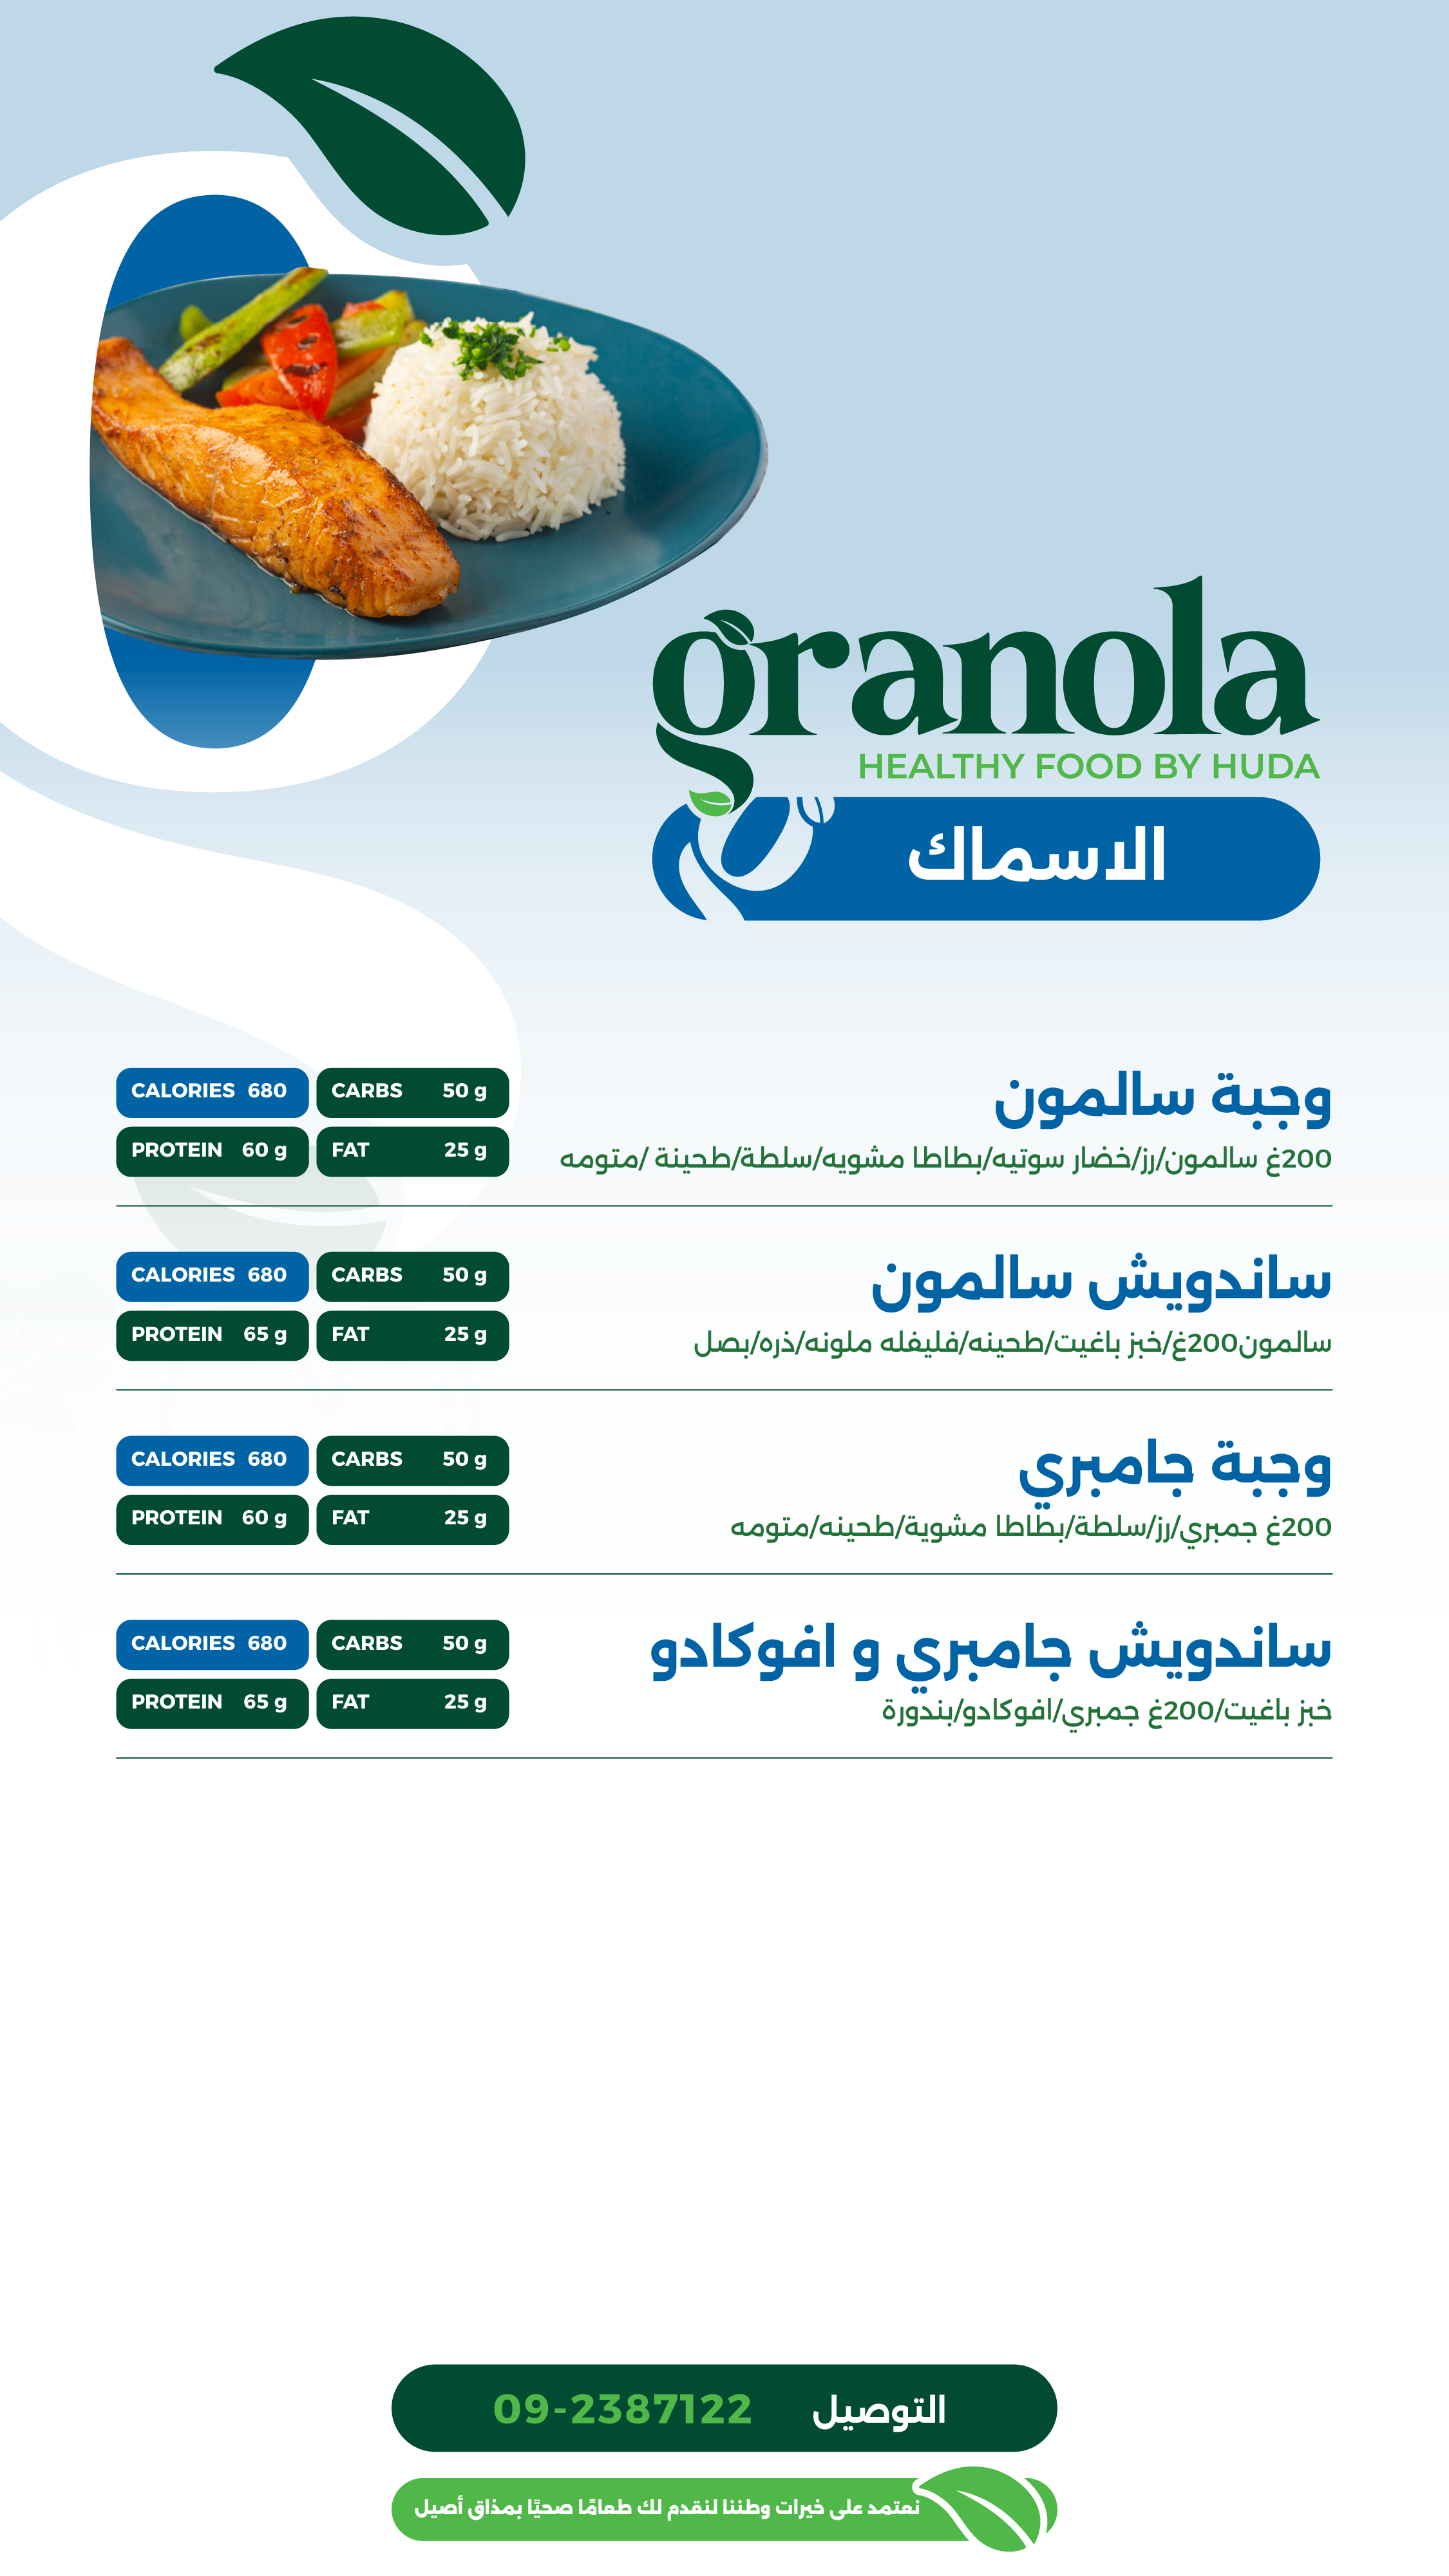 granola
HEALTHY FOOD BY HUDA
الاسماك
وجبة سالمون
200غ سالمون/رز/خضار سوتيه/بطاطا مشويه/سلطة/طحينة /متومه
CALORIES 680 CARBS 50 g
PROTEIN 60 g FAT 25 g
ساندويش سالمون
سالمون200غ/خبز باغيت/طحينه/فليفله ملونه/ذره/بصل
CALORIES 680 CARBS 50 g
PROTEIN 65 g FAT 25 g
وجبة جامبري
200غ جمبري/رز/سلطة/بطاطا مشوية/طحينه/متومه
CALORIES 680 CARBS 50 g
PROTEIN 60 g FAT 25 g
ساندويش جامبري و افوكادو
خبز باغيت/200غ جمبري/افوكادو/بندورة
CALORIES 680 CARBS 50 g
PROTEIN 65 g FAT 25 g
التوصيل 09-2387122
نعتمد على خيرات وطننا لنقدم لك طعامًا صحيًا بمذاق أصيل